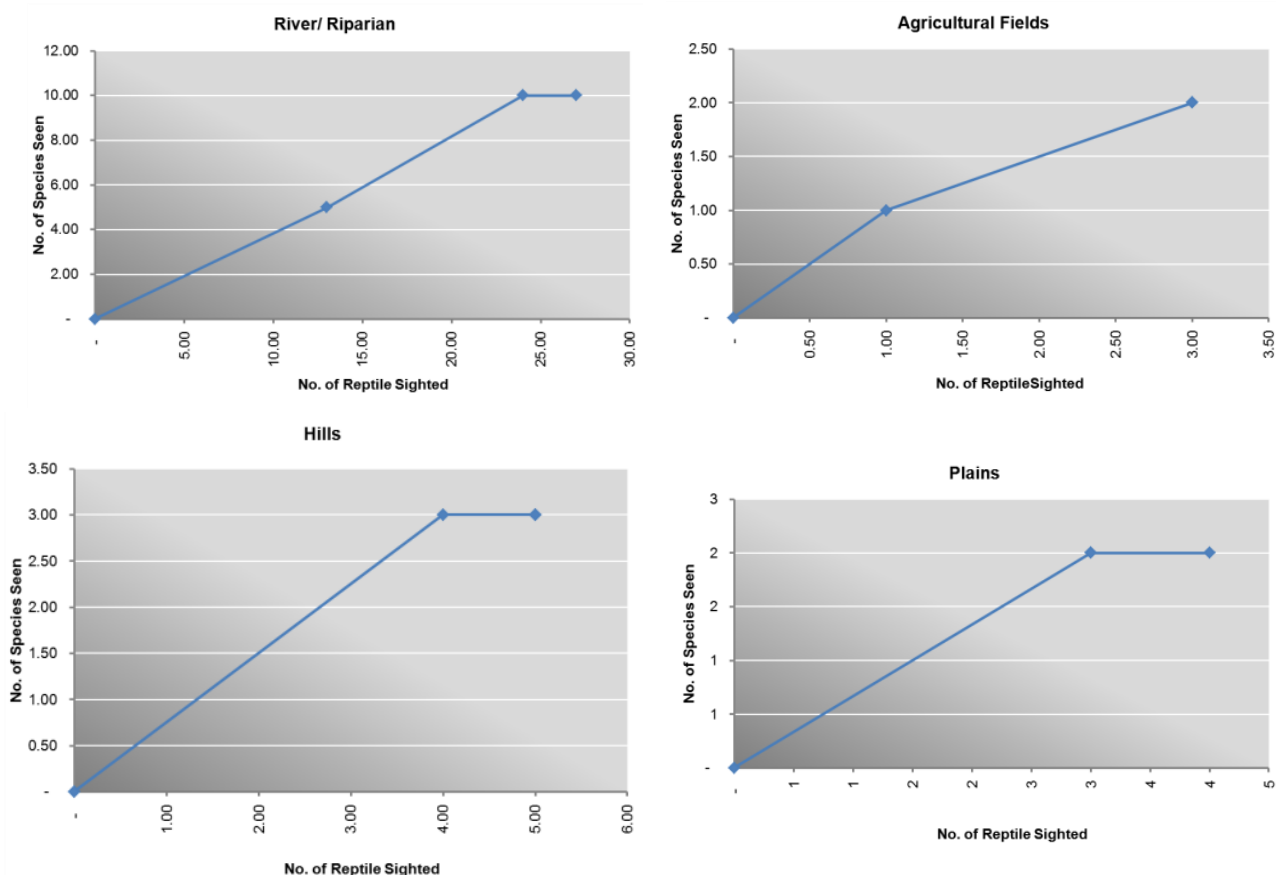 River/ Riparian
12.00
10.00
8.00
6.00
4.00
2.00
-
No. of Species Seen
- 5.00 10.00 15.00 20.00 25.00 30.00
No. of Reptile Sighted
Agricultural Fields
2.50
2.00
1.50
1.00
0.50
-
No. of Species Seen
- 0.50 1.00 1.50 2.00 2.50 3.00 3.50
No. of ReptileSighted
Hills
3.50
3.00
2.50
2.00
1.50
1.00
0.50
-
No. of Species Seen
- 1.00 2.00 3.00 4.00 5.00 6.00
No. of Reptile Sighted
Plains
3
2
2
1
1
-
No. of Species Seen
- 1 1 2 2 3 4 4 5
No. of Reptile Sighted